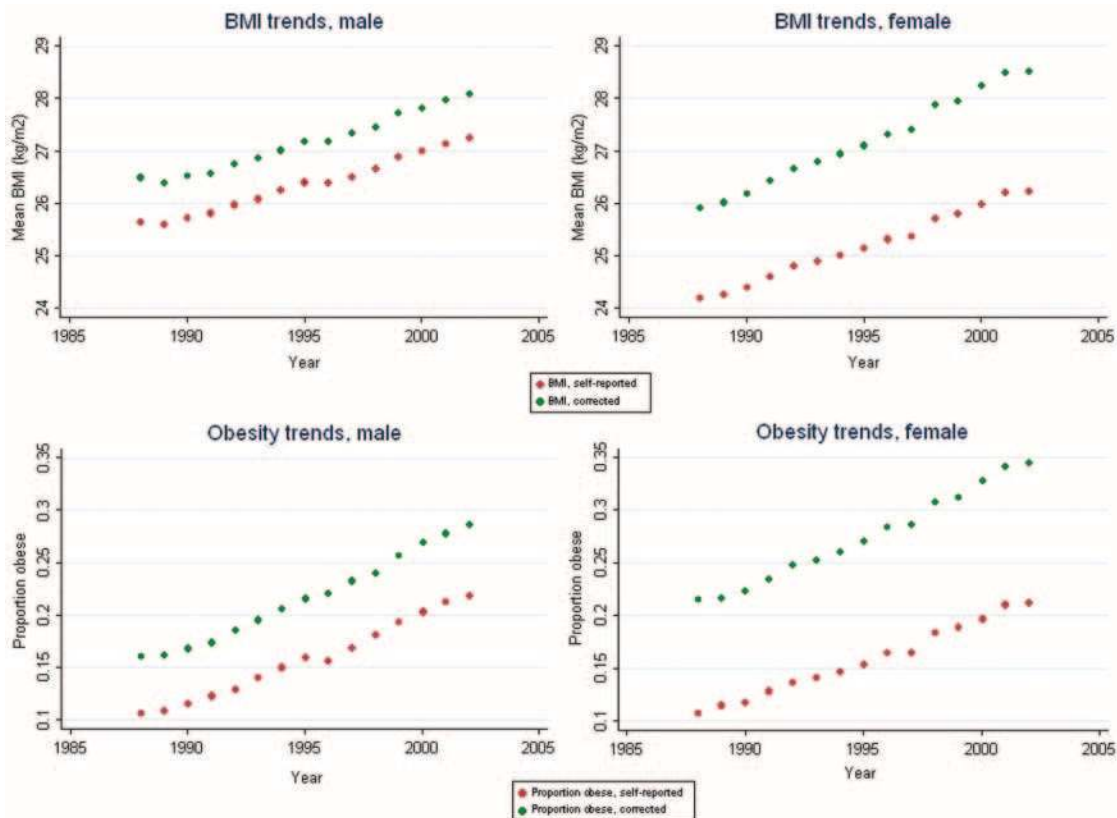 BMI trends, male
Mean BMI (kg/m2)
29
28
27
26
25
24
1985 1990 1995 2000 2005
Year
BMI trends, female
Mean BMI (kg/m2)
29
28
27
26
25
24
1985 1990 1995 2000 2005
Year
BMI, self-reported
BMI, corrected
Obesity trends, male
Proportion obese
0.35
0.3
0.25
0.2
0.15
0.1
1985 1990 1995 2000 2005
Year
Obesity trends, female
Proportion obese
0.35
0.3
0.25
0.2
0.15
0.1
1985 1990 1995 2000 2005
Year
Proportion obese, self-reported
Proportion obese, corrected